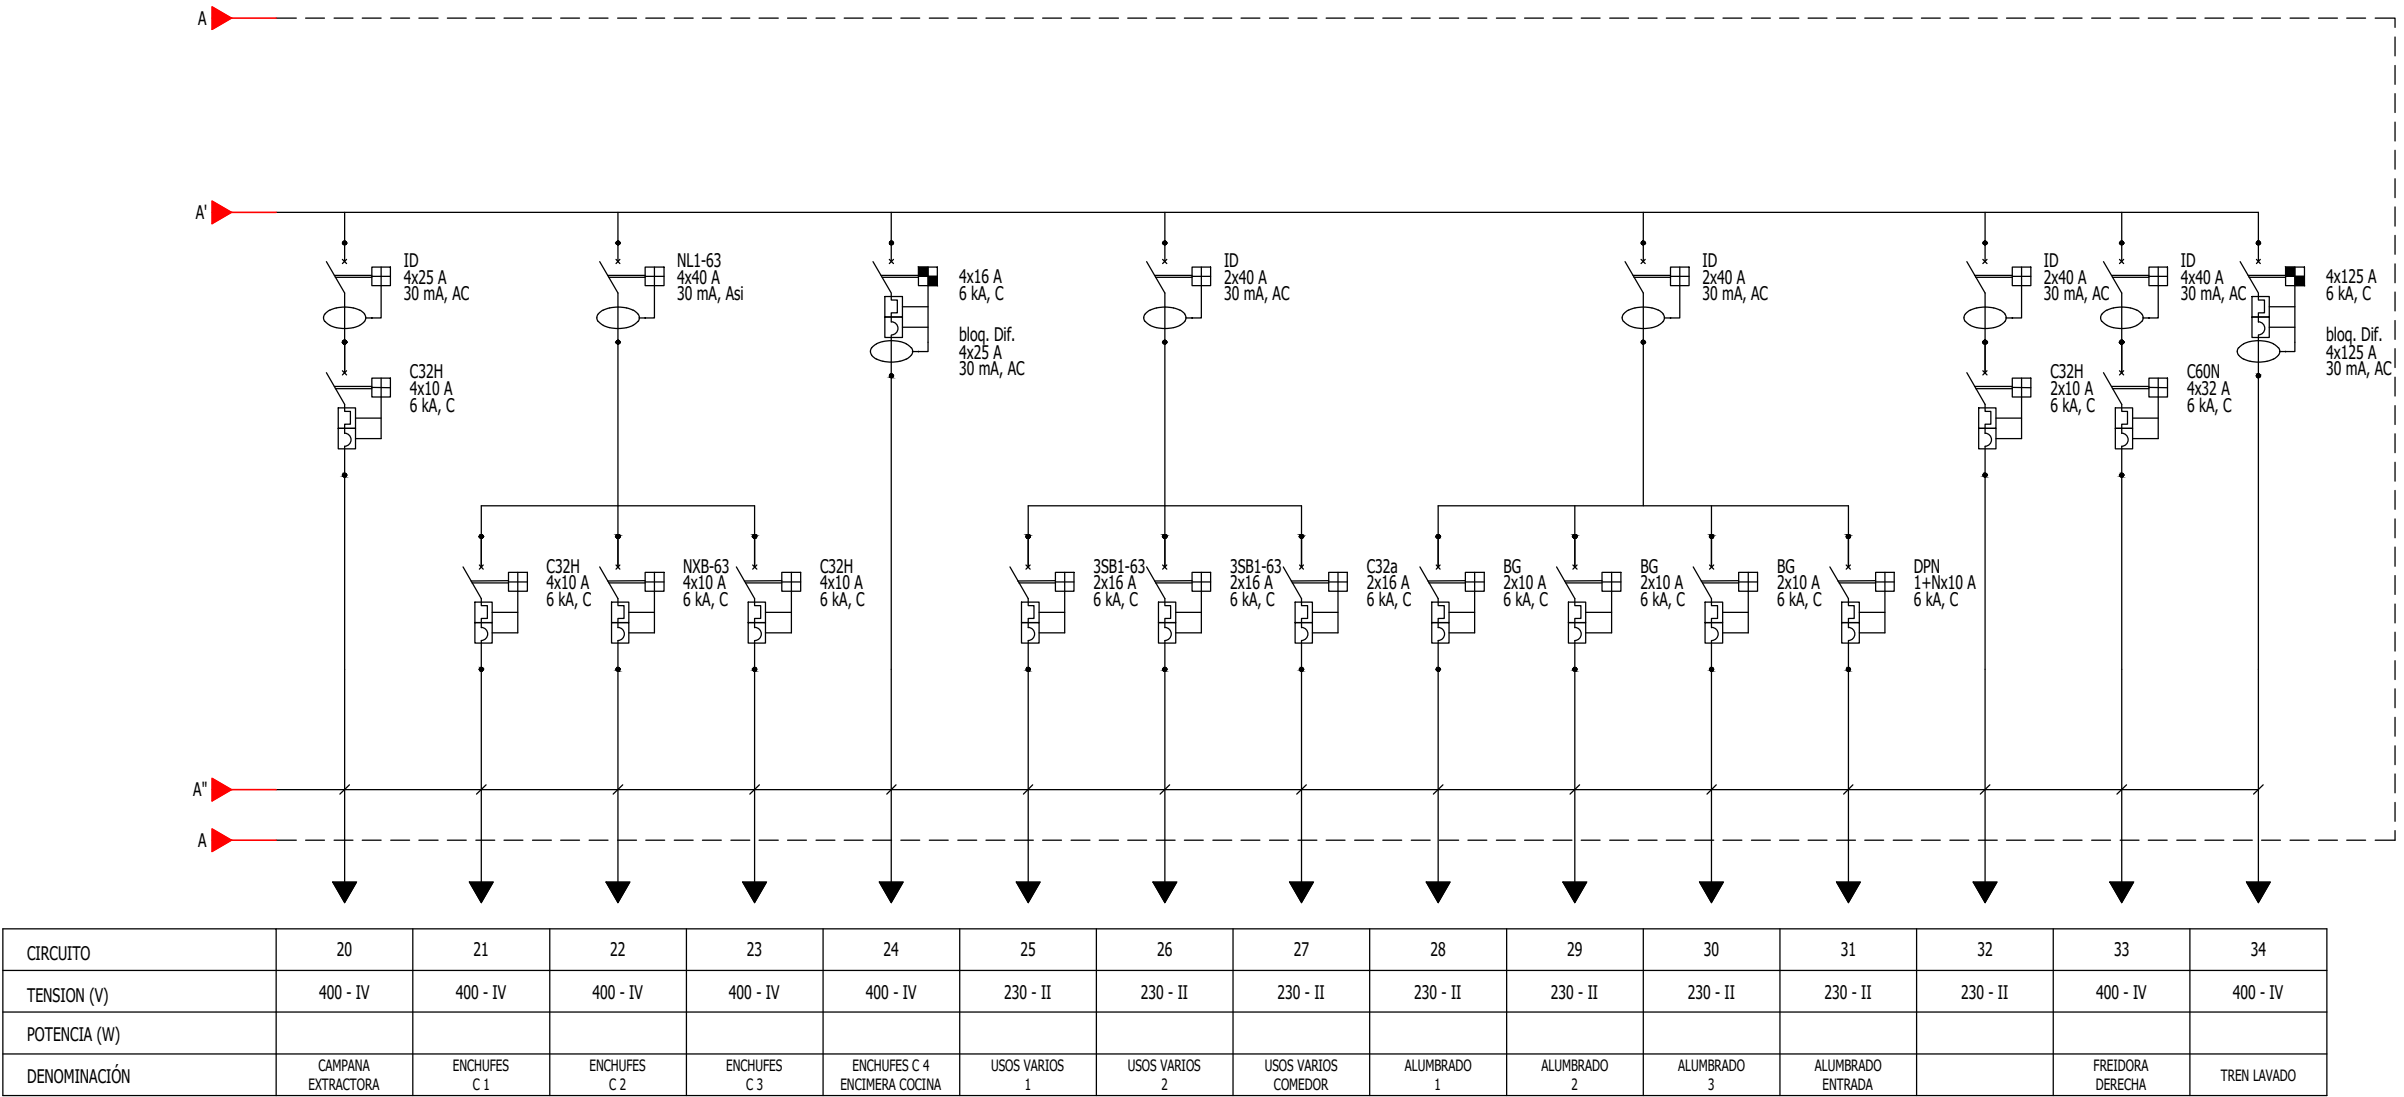 A
A'
ID
4x25 A
30 mA, AC
NL1-63
4x40 A
30 mA, Asi
4x16 A
6 kA, C
bloq. Dif.
4x25 A
30 mA, AC
ID
2x40 A
30 mA, AC
ID
2x40 A
30 mA, AC
ID
2x40 A
30 mA, AC
ID
4x40 A
30 mA, AC
4x125 A
6 kA, C
bloq. Dif.
4x125 A
30 mA, AC
C32H
4x10 A
6 kA, C
C32H
2x10 A
6 kA, C
C60N
4x32 A
6 kA, C
C32H
4x10 A
6 kA, C
NXB-63
4x10 A
6 kA, C
C32H
4x10 A
6 kA, C
3SB1-63
2x16 A
6 kA, C
3SB1-63
2x16 A
6 kA, C
C32a
2x16 A
6 kA, C
BG
2x10 A
6 kA, C
BG
2x10 A
6 kA, C
BG
2x10 A
6 kA, C
DPN
1+Nx10 A
6 kA, C
A"
A
CIRCUITO 20 21 22 23 24 25 26 27 28 29 30 31 32 33 34
TENSION (V) 400 - IV 400 - IV 400 - IV 400 - IV 400 - IV 230 - II 230 - II 230 - II 230 - II 230 - II 230 - II 230 - II 230 - II 400 - IV 400 - IV
POTENCIA (W)
DENOMINACIÓN
CAMPANA
EXTRACTORA
ENCHUFES
C 1
ENCHUFES
C 2
ENCHUFES
C 3
ENCHUFES C 4
ENCIMERA COCINA
USOS VARIOS
1
USOS VARIOS
2
USOS VARIOS
COMEDOR
ALUMBRADO
1
ALUMBRADO
2
ALUMBRADO
3
ALUMBRADO
ENTRADA
FREIDORA
DERECHA
TREN LAVADO